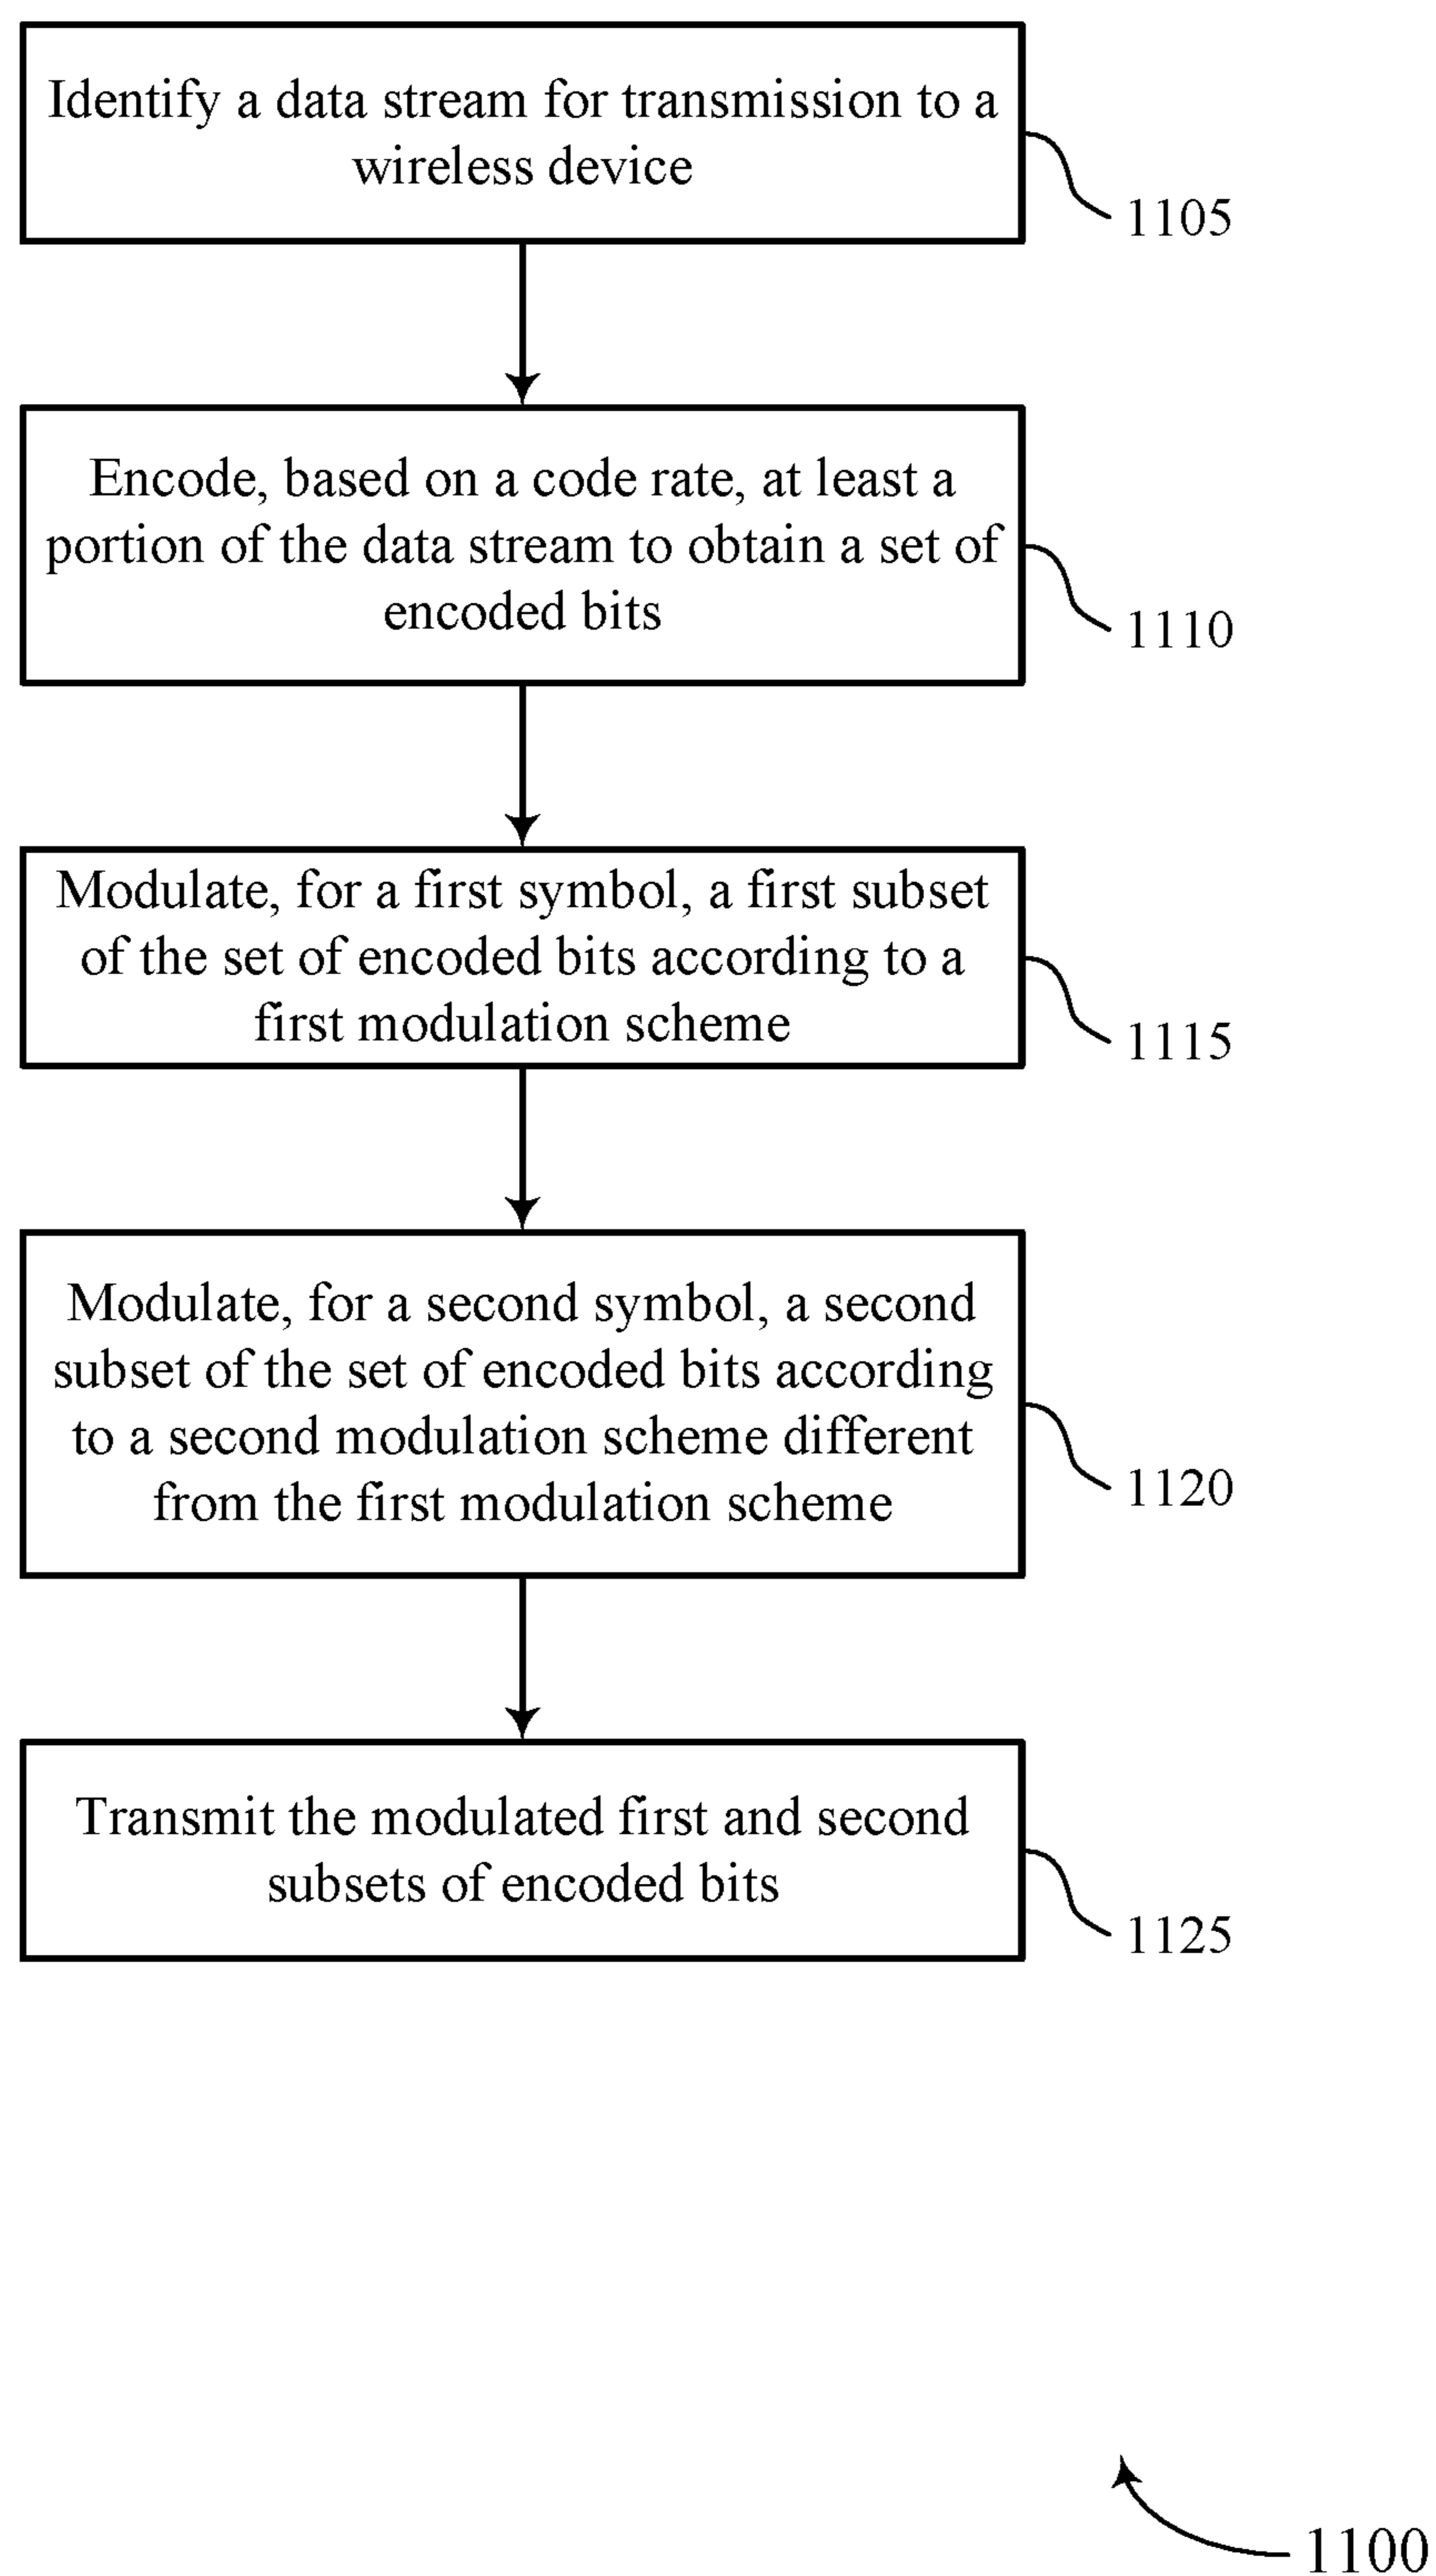 Identify a data stream for transmission to a
wireless device
1105
Encode, based on a code rate, at least a
portion of the data stream to obtain a set of
encoded bits
1110
Modulate, for a first symbol, a first subset
of the set of encoded bits according to a
first modulation scheme
1115
Modulate, for a second symbol, a second
subset of the set of encoded bits according
to a second modulation scheme different
from the first modulation scheme
1120
Transmit the modulated first and second
subsets of encoded bits
1125
1100